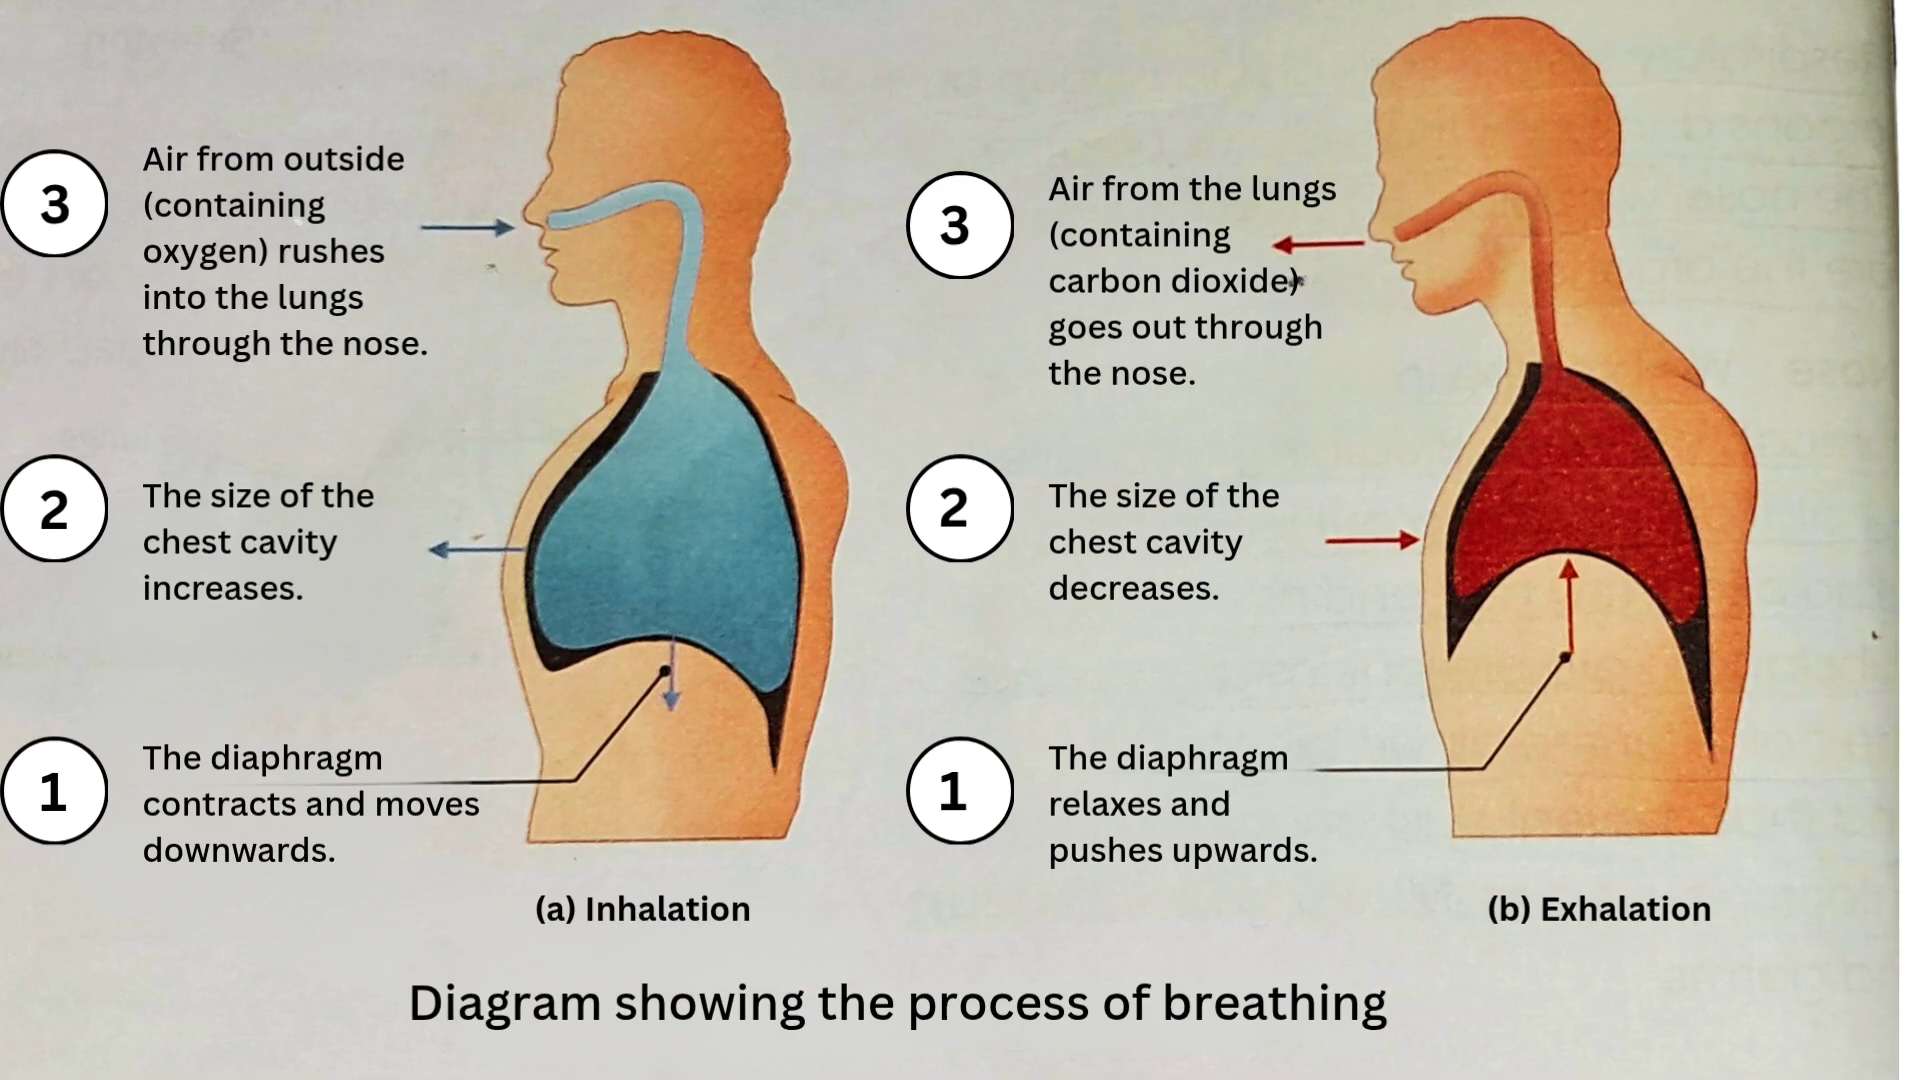 3
Air from outside
(containing
oxygen) rushes
into the lungs
through the nose.
2
The size of the
chest cavity
increases.
1
The diaphragm
contracts and moves
downwards.
(a) Inhalation
3
Air from the lungs
(containing
carbon dioxide)
goes out through
the nose.
2
The size of the
chest cavity
decreases.
1
The diaphragm
relaxes and
pushes upwards.
(b) Exhalation
Diagram showing the process of breathing